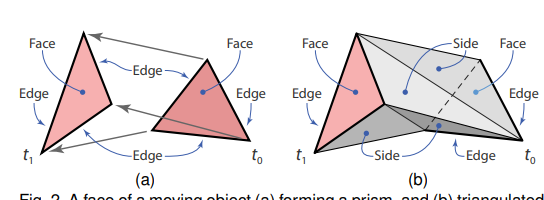 Face Face Face Side Face
Edge
Edge Edge Edge Edge
t1 Edge t0 t1 Side Edge t0
(a) (b)
Fig. 2. A face of a moving object (a) forming a prism, and (b) triangulated